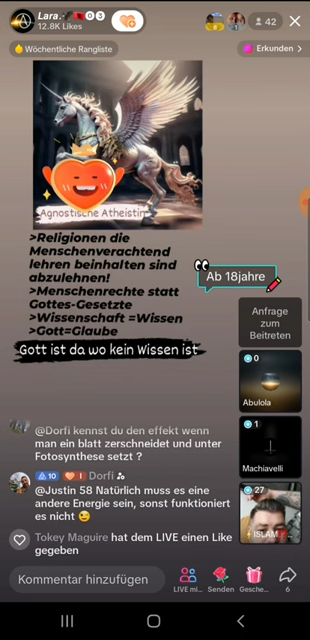 Lara.
0 3
12.8K Likes
42
Wöchentliche Rangliste
Erkunden >
Agnostische Atheistin
>Religionen die
Menschenverachtend
lehren beinhalten sind
abzulehnen!
>Menschenrechte statt
Gottes-Gesetzte
>Wissenschaft =Wissen
>Gott=Glaube
Gott ist da wo kein Wissen ist
Ab 18jahre
Anfrage
zum
Beitreten
0
Abulola
1
Machiavelli
27
ISLAM
@Dorfi kennst du den effekt wenn
man ein blatt zerschneidet und unter
Fotosynthese setzt ?
10 I Dorfi
@Justin 58 Natürlich muss es eine
andere Energie sein, sonst funktioniert
es nicht
Tokey Maguire hat dem LIVE einen Like
gegeben
Kommentar hinzufügen
LIVE mi...
Senden
Gesche...
6